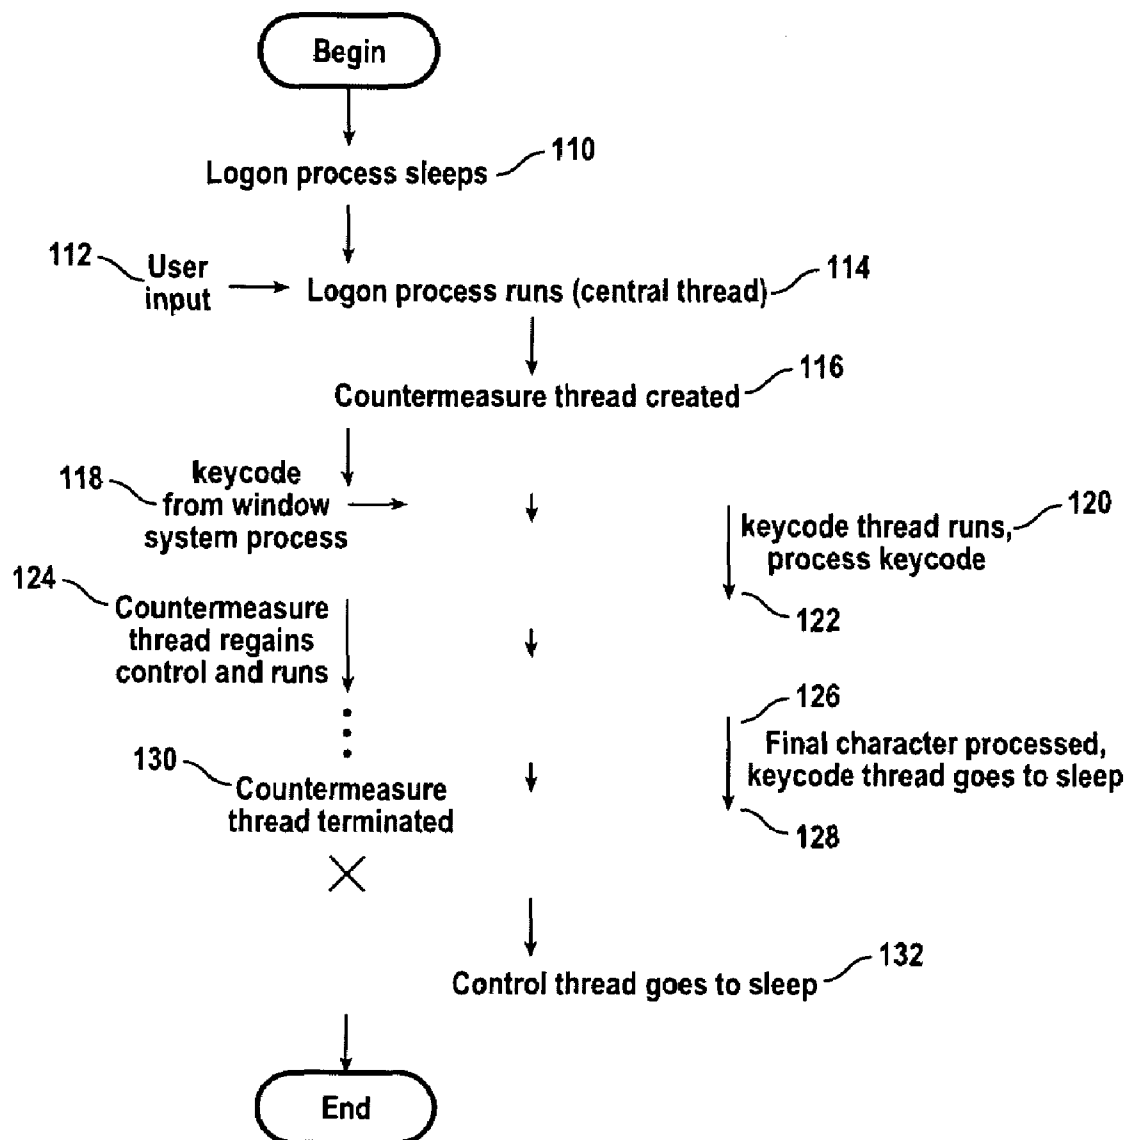 Begin
110
Logon process sleeps
112
User
input
114
Logon process runs (central thread)
116
Countermeasure thread created
118
keycode
from window
system process
120
keycode thread runs,
process keycode
122
124
Countermeasure
thread regains
control and runs
126
Final character processed,
keycode thread goes to sleep
128
130
Countermeasure
thread terminated
132
Control thread goes to sleep
End